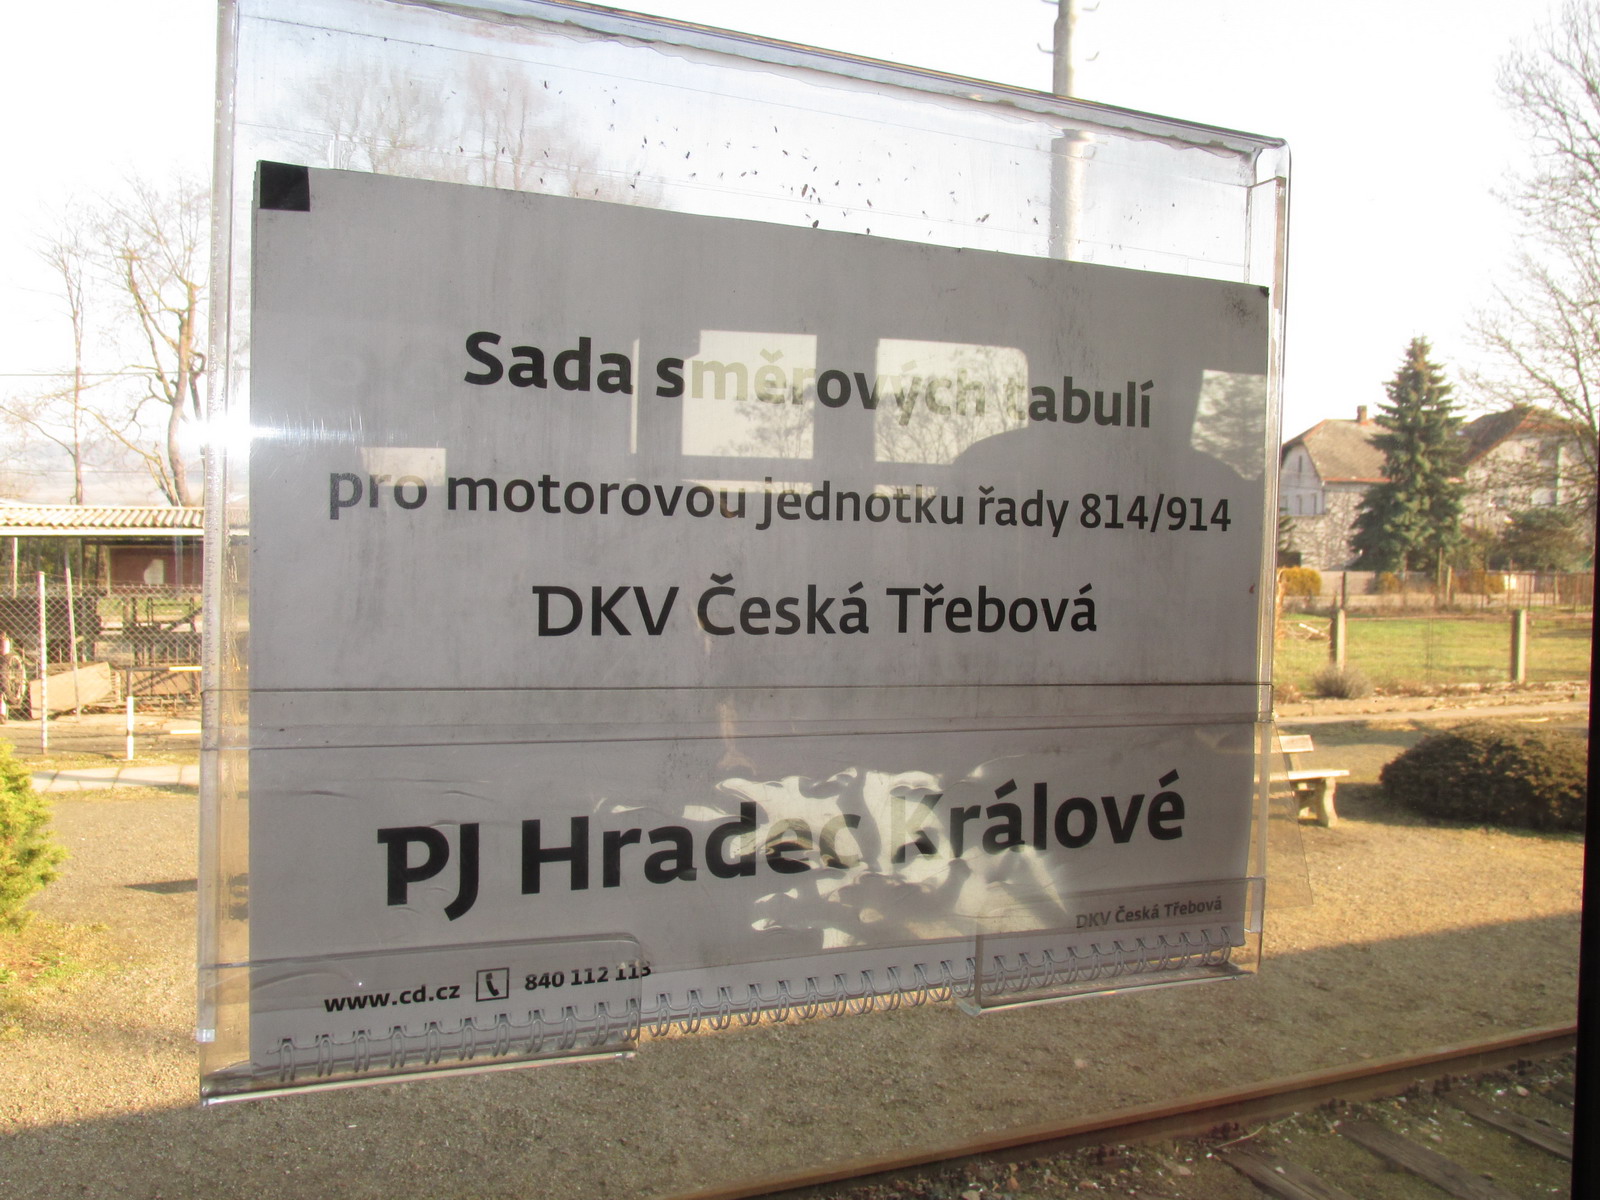 Sada směrových tabulí
pro motorovou jednotku řady 814/914
DKV Česká Třebová
PJ Hradec Králové
DKV Česká Třebová
www.cd.cz 840 112 113